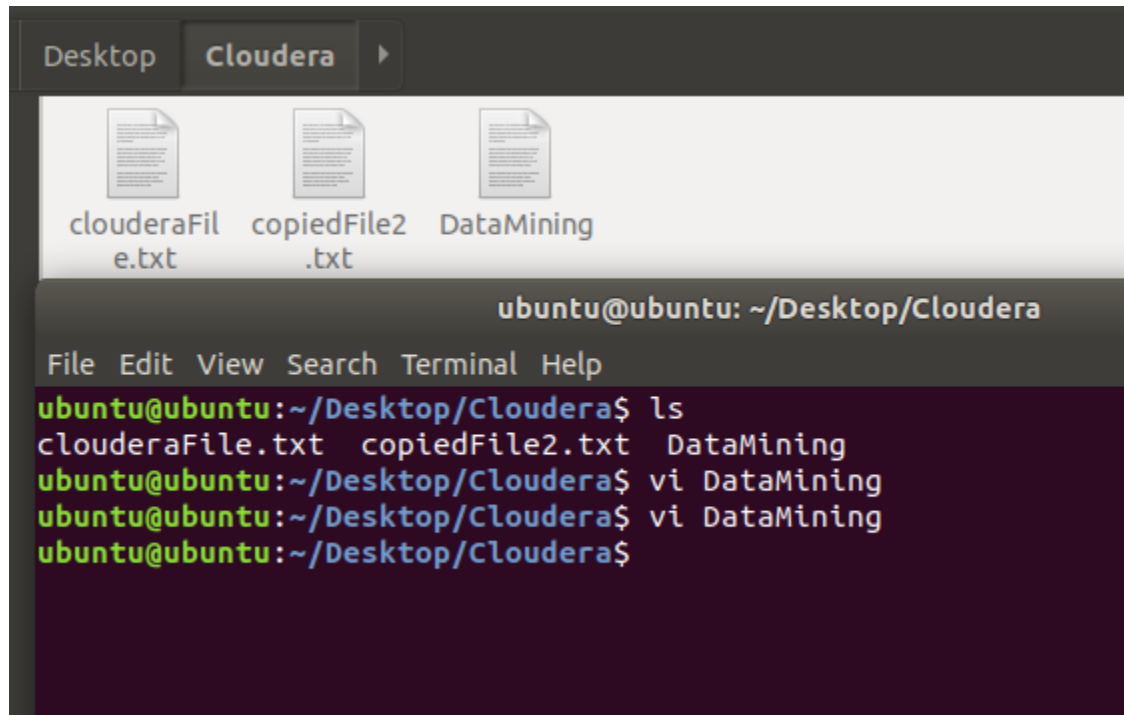 Desktop Cloudera
clouderaFil copiedFile2 DataMining
e.txt .txt
ubuntu@ubuntu: ~/Desktop/Cloudera
File Edit View Search Terminal Help
ubuntu@ubuntu:~/Desktop/Cloudera$ ls
clouderaFile.txt  copiedFile2.txt  DataMining
ubuntu@ubuntu:~/Desktop/Cloudera$ vi DataMining
ubuntu@ubuntu:~/Desktop/Cloudera$ vi DataMining
ubuntu@ubuntu:~/Desktop/Cloudera$